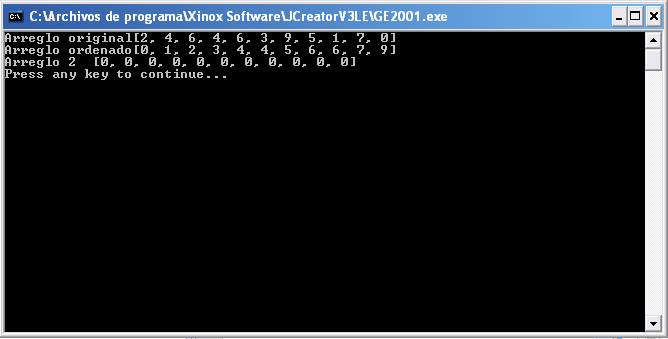 C:\Archivos de programa\Xinox Software\JCreatorV3LE\GE2001.exe
Arreglo original[2, 4, 6, 4, 6, 3, 9, 5, 1, 7, 0]
Arreglo ordenado[0, 1, 2, 3, 4, 4, 5, 6, 6, 7, 9]
Arreglo 2  [0, 0, 0, 0, 0, 0, 0, 0, 0, 0, 0]
Press any key to continue...